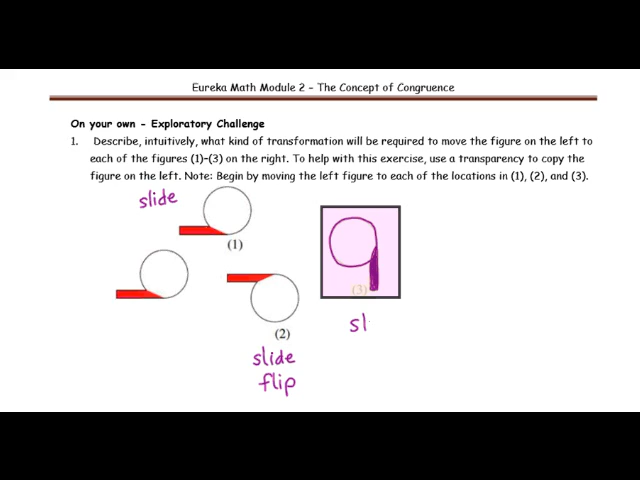 Eureka Math Module 2 – The Concept of Congruence
On your own - Exploratory Challenge
1. Describe, intuitively, what kind of transformation will be required to move the figure on the left to
each of the figures (1)–(3) on the right. To help with this exercise, use a transparency to copy the
figure on the left. Note: Begin by moving the left figure to each of the locations in (1), (2), and (3).
slide
(1)
(2)
slide
flip
(3)
sl